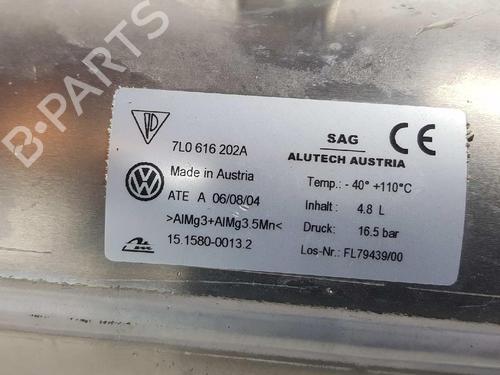 B-PARTS
7L0 616 202A
Made in Austria
ATE A 06/08/04
>AlMg3+AlMg3.5Mn<
15.1580-0013.2
SAG
ALUTECH AUSTRIA
CE
Temp.: - 40° +110°C
Inhalt : 4.8 L
Druck: 16.5 bar
Los-Nr.: FL79439/00